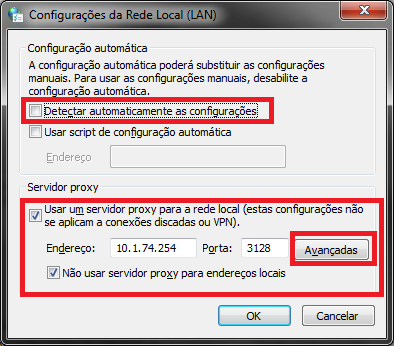 Configurações da Rede Local (LAN)
Configuração automática
A configuração automática poderá substituir as configurações
manuais. Para usar as configurações manuais, desabilite a
configuração automática.
Detectar automaticamente as configurações
Usar script de configuração automática
Endereço
Servidor proxy
Usar um servidor proxy para a rede local (estas configurações não
se aplicam a conexões discadas ou VPN).
Endereço: 10.1.74.254 Porta: 3128 Avançadas
Não usar servidor proxy para endereços locais
OK Cancelar